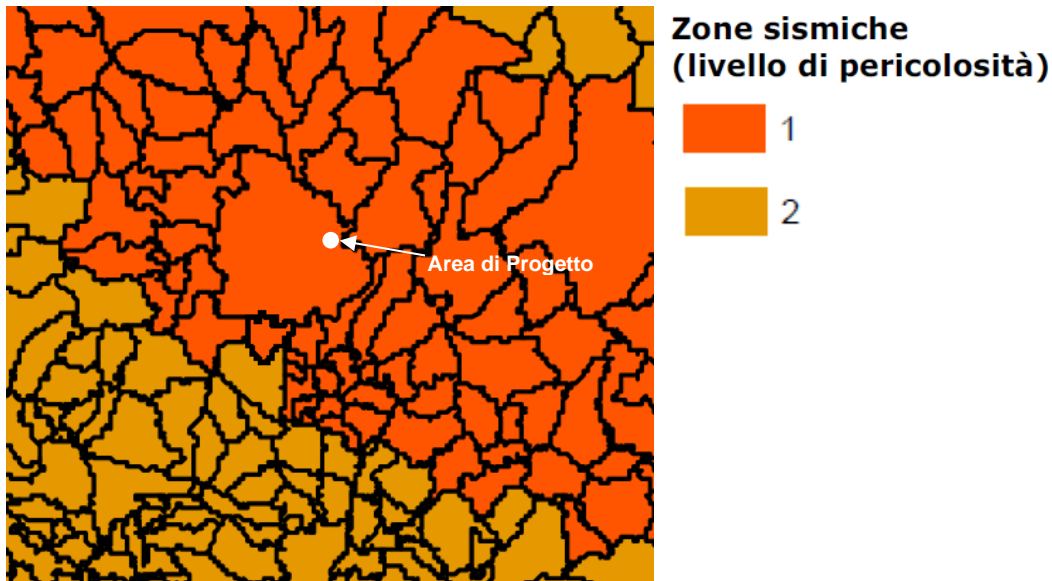 Zone sismiche
(livello di pericolosità)
1
2
Area di Progetto